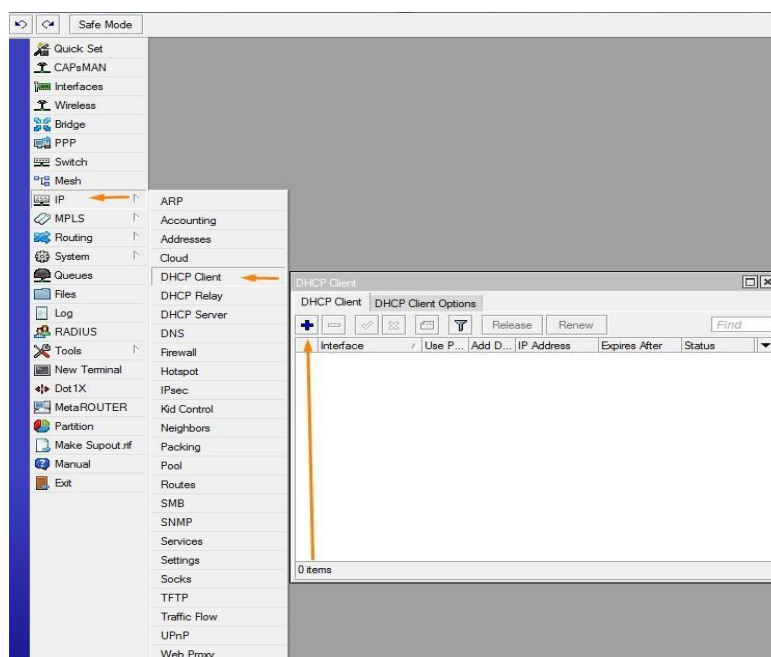 Safe Mode
Quick Set
CAPsMAN
Interfaces
Wireless
Bridge
PPP
Switch
Mesh
IP
MPLS
Routing
System
Queues
Files
Log
RADIUS
Tools
New Terminal
Dot1X
MetaROUTER
Partition
Make Supout.rif
Manual
Exit
ARP
Accounting
Addresses
Cloud
DHCP Client
DHCP Relay
DHCP Server
DNS
Firewall
Hotspot
IPsec
Kid Control
Neighbors
Packing
Pool
Routes
SMB
SNMP
Services
Settings
Socks
TFTP
Traffic Flow
UPnP
Web Proxy
DHCP Client
DHCP Client DHCP Client Options
Release Renew Find
Interface Use P... Add D... IP Address Expires After Status
0 items